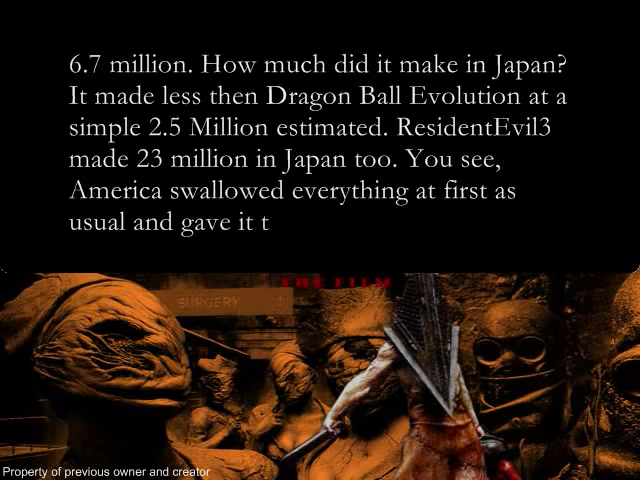 6.7 million. How much did it make in Japan?
It made less then Dragon Ball Evolution at a
simple 2.5 Million estimated. ResidentEvil3
made 23 million in Japan too. You see,
America swallowed everything at first as
usual and gave it t
THE FILM
SURGERY
Property of previous owner and creator